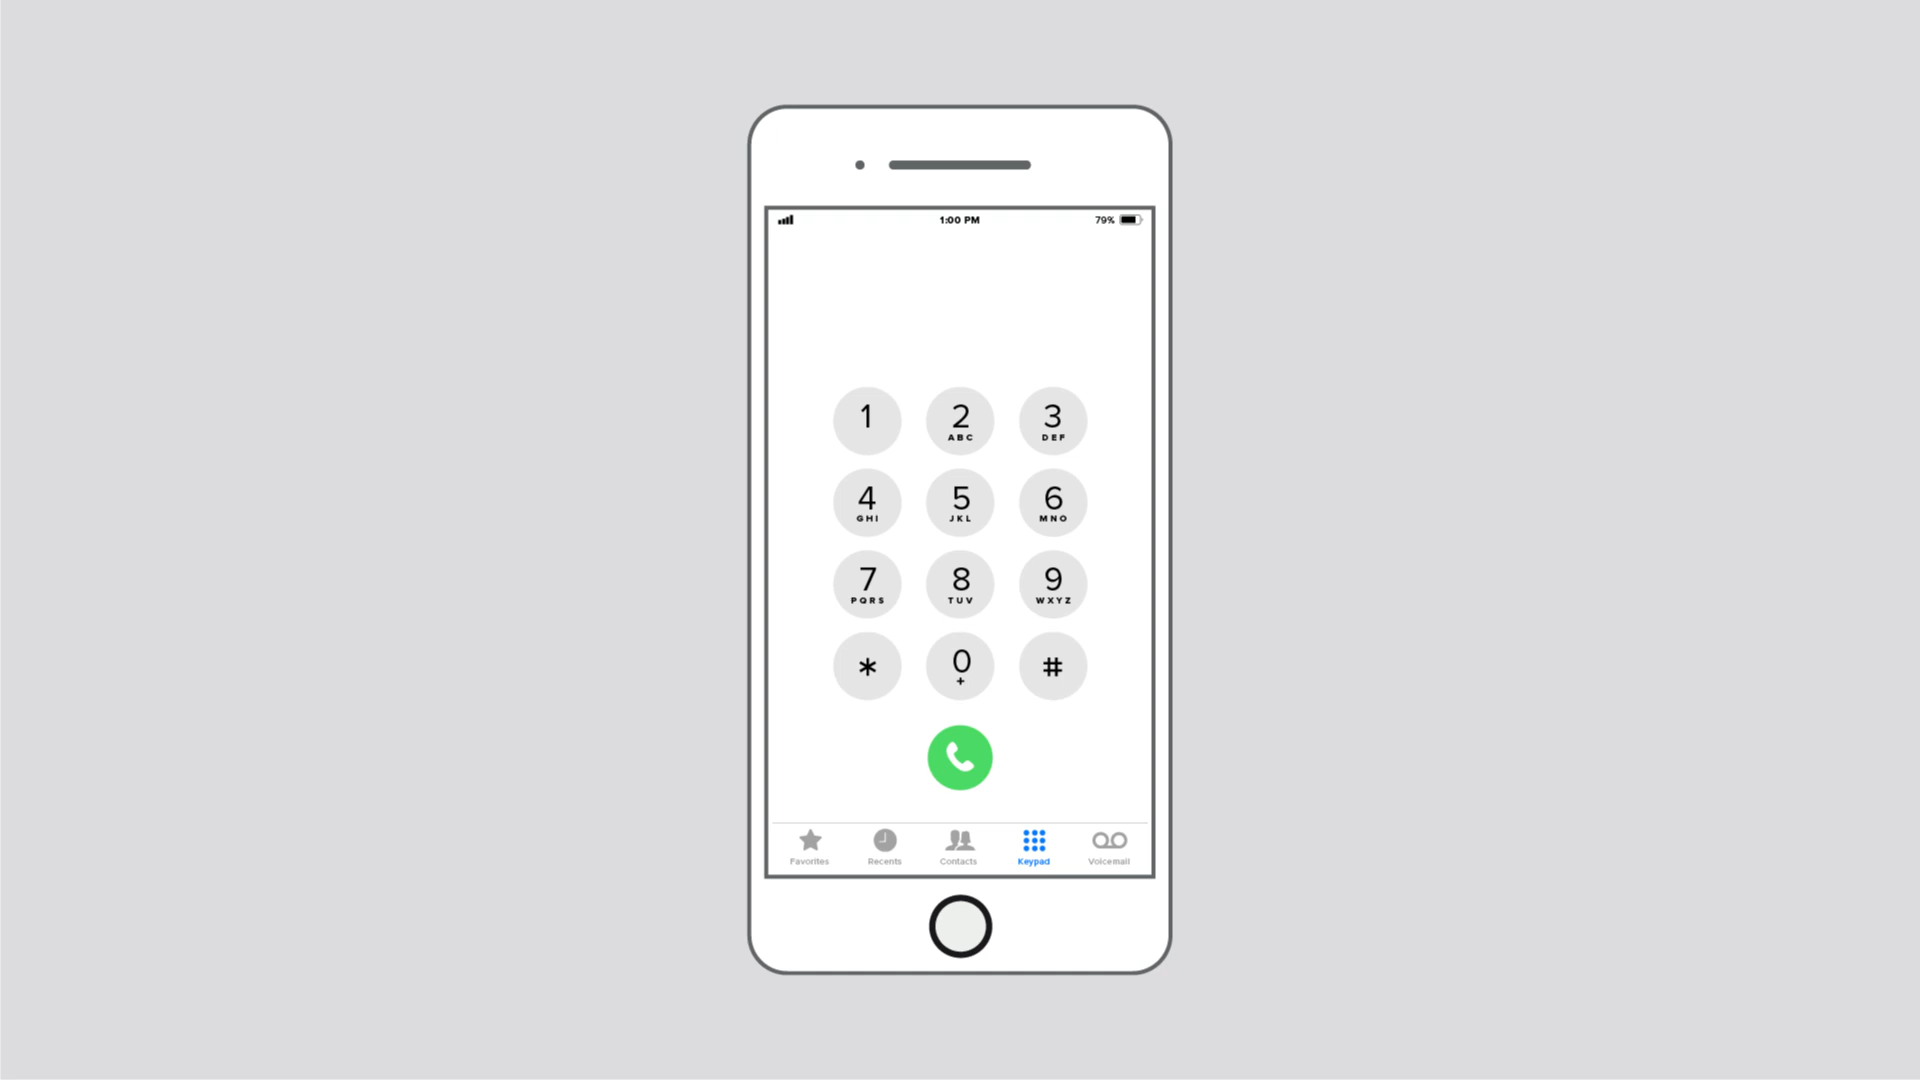 1:00 PM 79%
1 2 3
ABC DEF
4 5 6
GHI JKL MNO
7 8 9
PQRS TUV WXYZ
* 0 #
+
Favorites Recents Contacts Keypad Voicemail